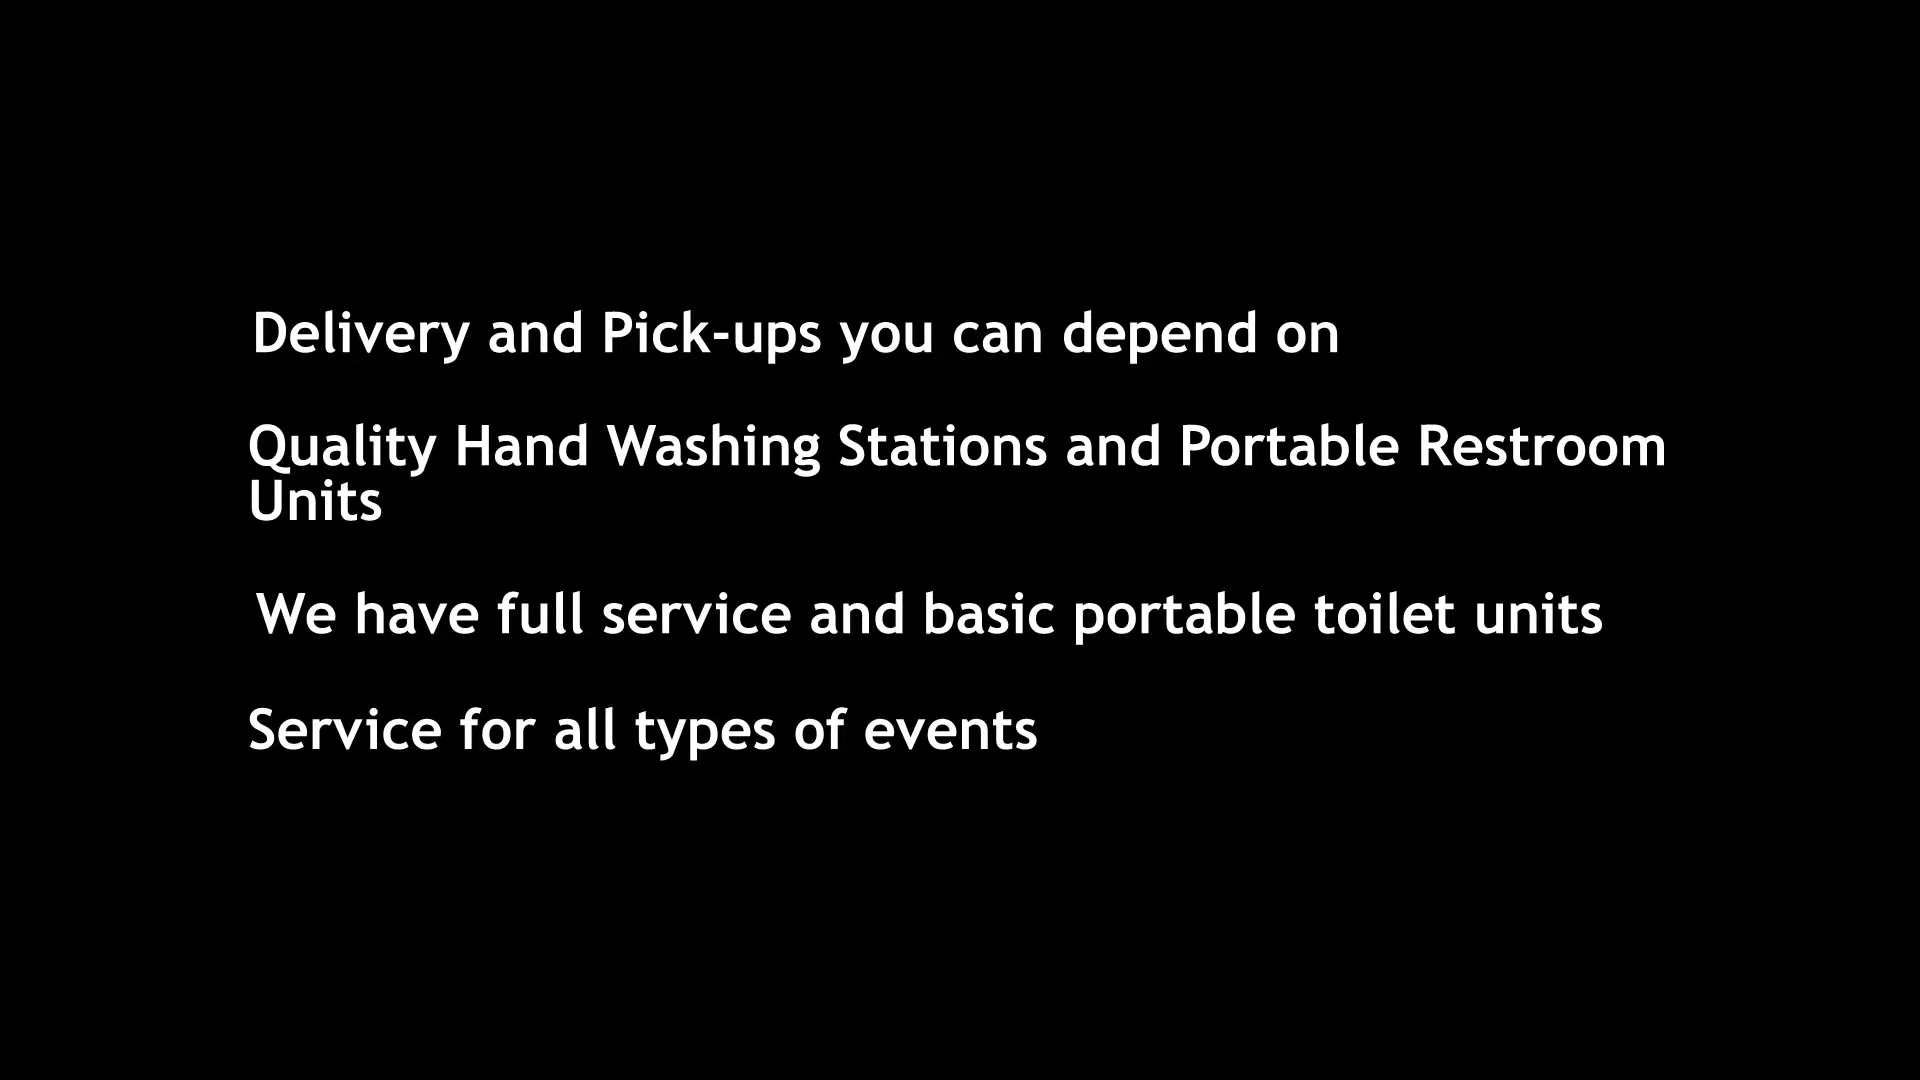 Delivery and Pick-ups you can depend on
Quality Hand Washing Stations and Portable Restroom
Units
We have full service and basic portable toilet units
Service for all types of events